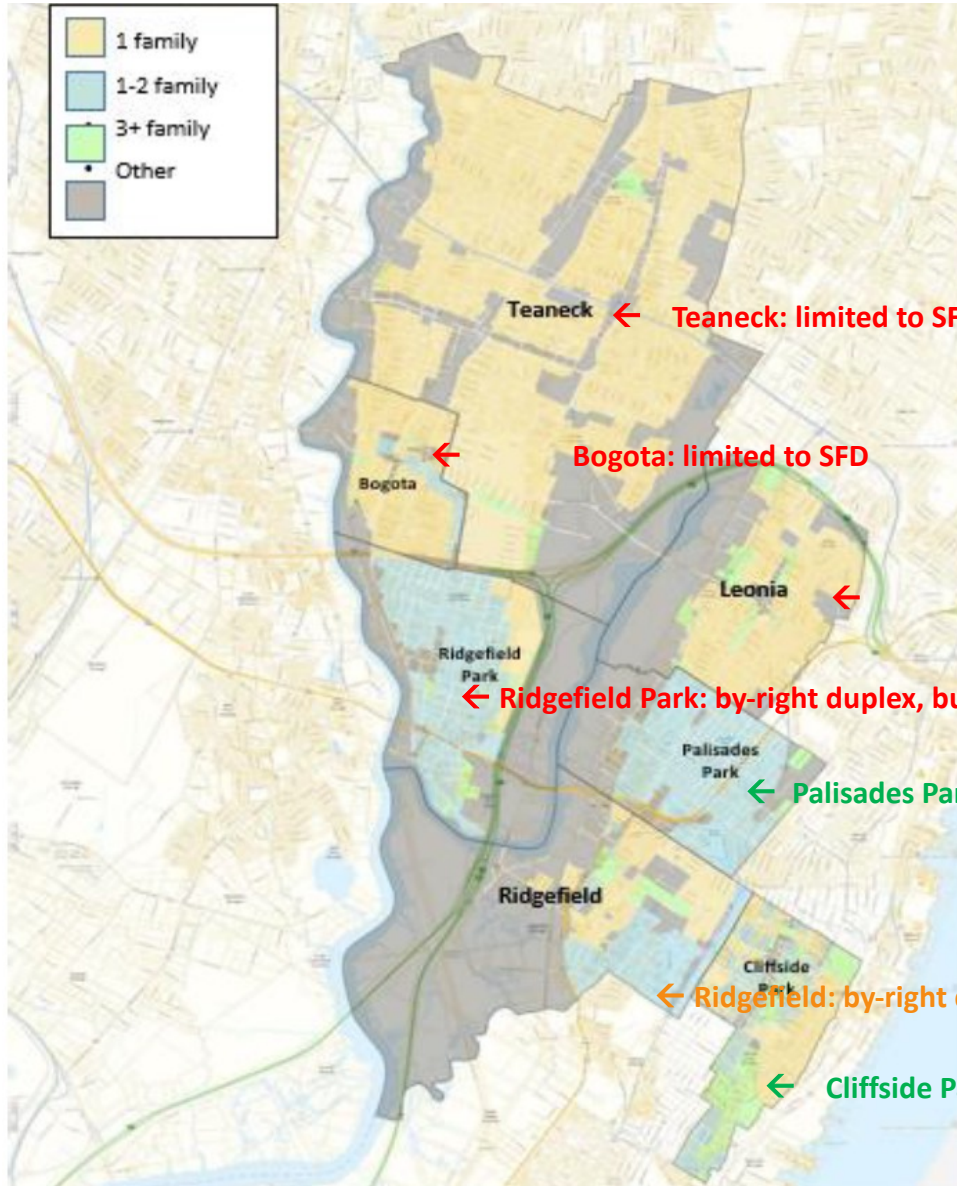 1 family
1-2 family
3+ family
Other
Teaneck
← Teaneck: limited to SF
← Bogota: limited to SFD
Bogota
Leonia
←
Ridgefield
Park
← Ridgefield Park: by-right duplex, bu
Palisades
Park
← Palisades Par
Ridgefield
Cliffside
Park
← Ridgefield: by-right
← Cliffside P